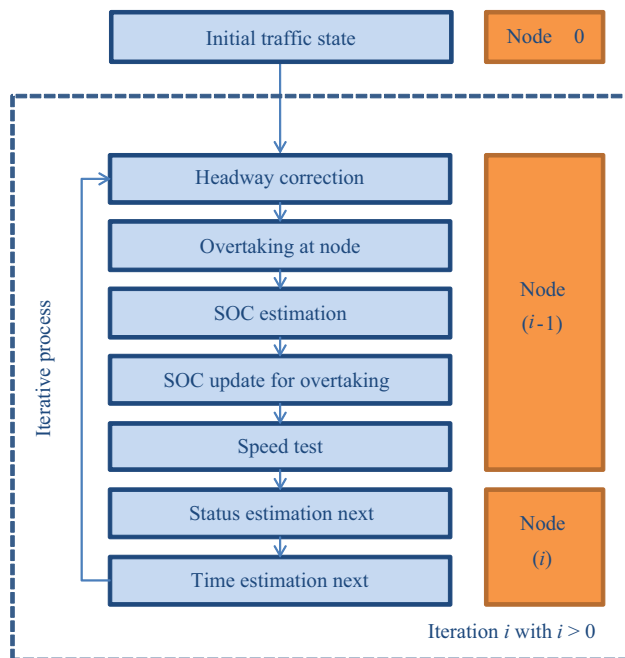 Initial traffic state
Node 0
Headway correction
Overtaking at node
SOC estimation
SOC update for overtaking
Speed test
Node
(i-1)
Status estimation next
Time estimation next
Node
(i)
Iterative process
Iteration i with i > 0